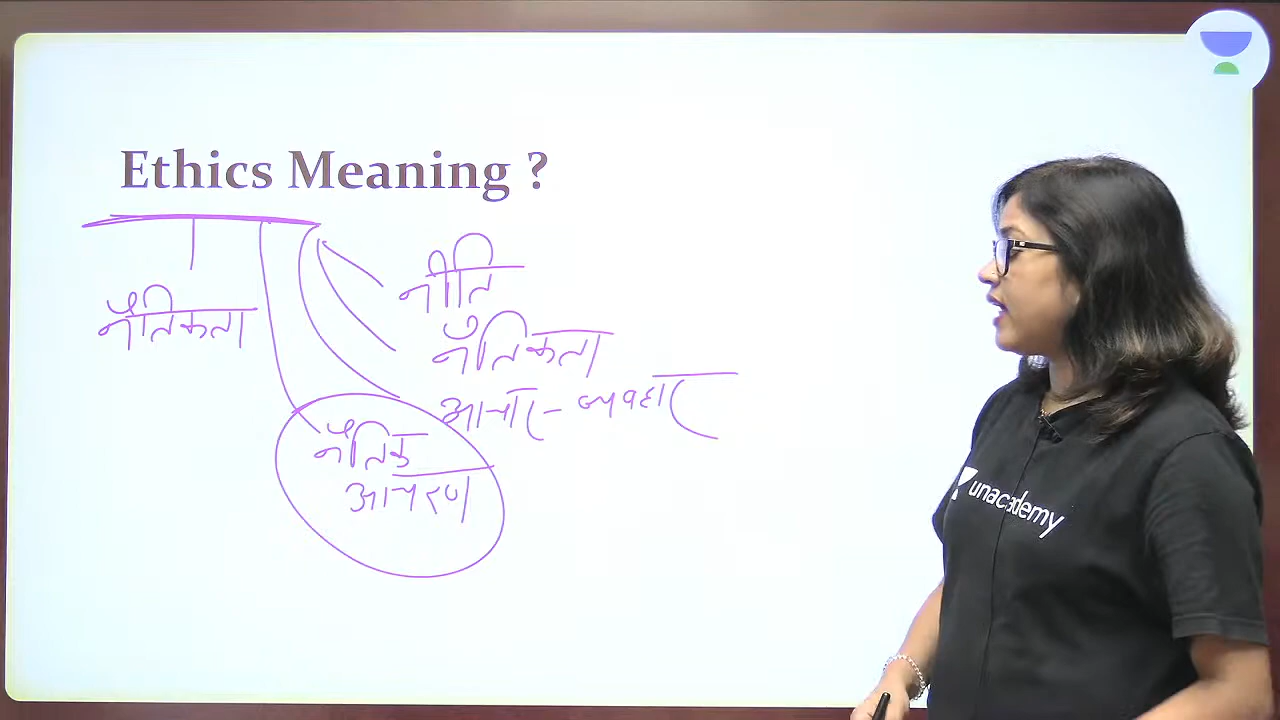 Ethics Meaning ?
नैतिकता
नीति
नैतिकता
आचार-व्यवहार
नैतिक
आचरण
unacademy